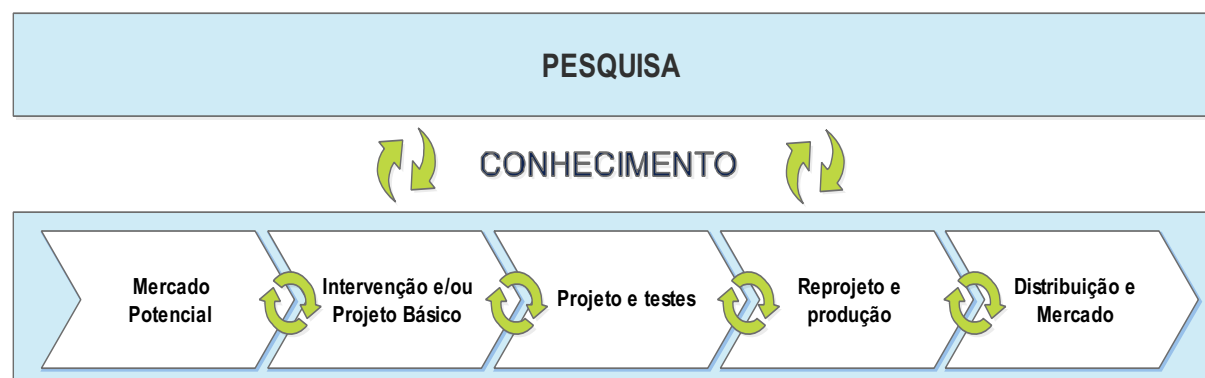 PESQUISA
CONHECIMENTO
Mercado
Potencial
Intervenção e/ou
Projeto Básico
Projeto e testes
Reprojeto e
produção
Distribuição e
Mercado